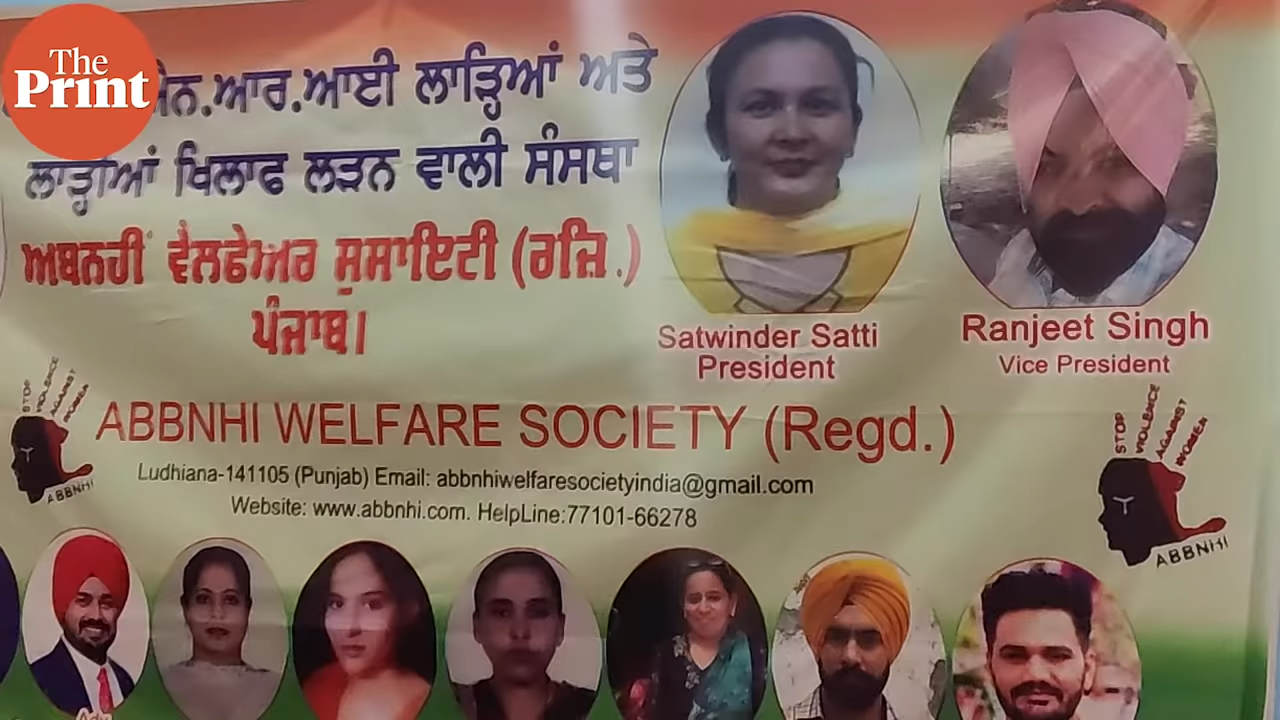 The
Print
ਐਨ.ਆਰ.ਆਈ ਲਾੜ੍ਹਿਆਂ ਅਤੇ
ਲਾੜ੍ਹੀਆਂ ਖਿਲਾਫ ਲੜਨ ਵਾਲੀ ਸੰਸਥਾ
ਅਬਨਹੀਂ ਵੈਲਫੇਅਰ ਸੁਸਾਇਟੀ (ਰਜਿ.)
ਪੰਜਾਬ।
Satwinder Satti
President
Ranjeet Singh
Vice President
STOP
VIOLENCE
AGAINST
WOMEN
ABBNHI
ABBNHI WELFARE SOCIETY (Regd.)
Ludhiana-141105 (Punjab) Email: abbnhiwelfaresocietyindia@gmail.com
Website: www.abbnhi.com. HelpLine:77101-66278
STOP
VIOLENCE
AGAINST
WOMEN
ABBNHI